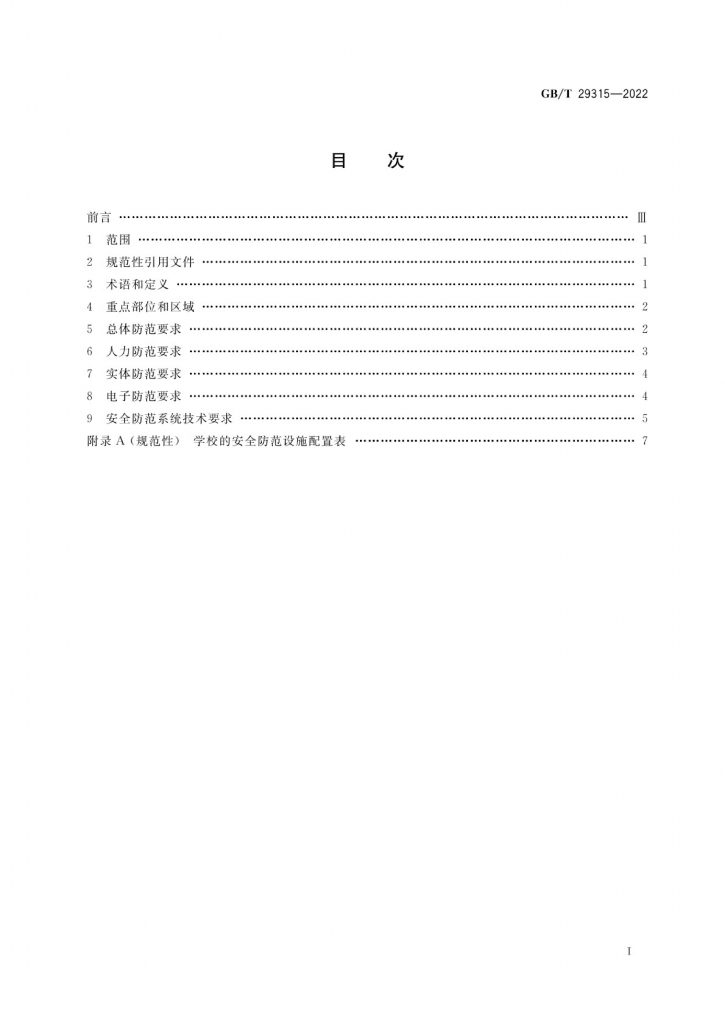 GB/T 29315—2022
目 次
前言 ………………………………………………………………………………………… Ⅲ
1 范围 ……………………………………………………………………………………… 1
2 规范性引用文件 ………………………………………………………………………… 1
3 术语和定义 ……………………………………………………………………………… 1
4 重点部位和区域 ………………………………………………………………………… 2
5 总体防范要求 …………………………………………………………………………… 2
6 人力防范要求 …………………………………………………………………………… 3
7 实体防范要求 …………………………………………………………………………… 4
8 电子防范要求 …………………………………………………………………………… 4
9 安全防范系统技术要求 ………………………………………………………………… 5
附录 A（规范性） 学校的安全防范设施配置表 ………………………………………… 7
Ⅰ